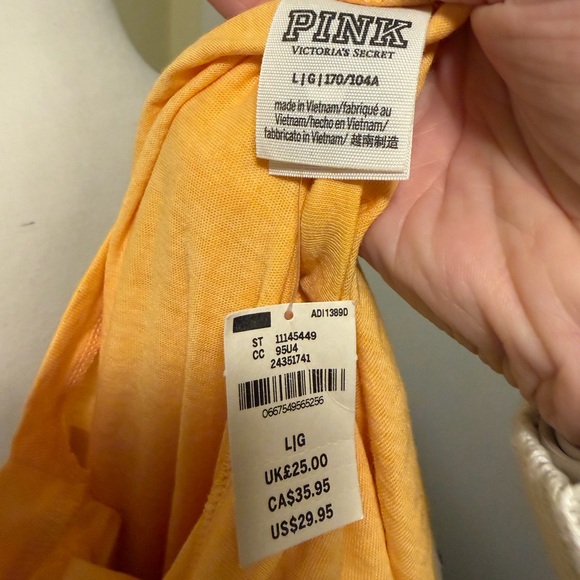 PINK
VICTORIA'S SECRET
L|G|170/104A
made in Vietnam/fabriqué au
Vietnam/hecho en Vietnam/
fabbricato in Vietnam/ 越南制造
ADI1389D
ST 11145449
CC 95U4
24351741
0667549565256
L|G
UK£25.00
CA$35.95
US$29.95